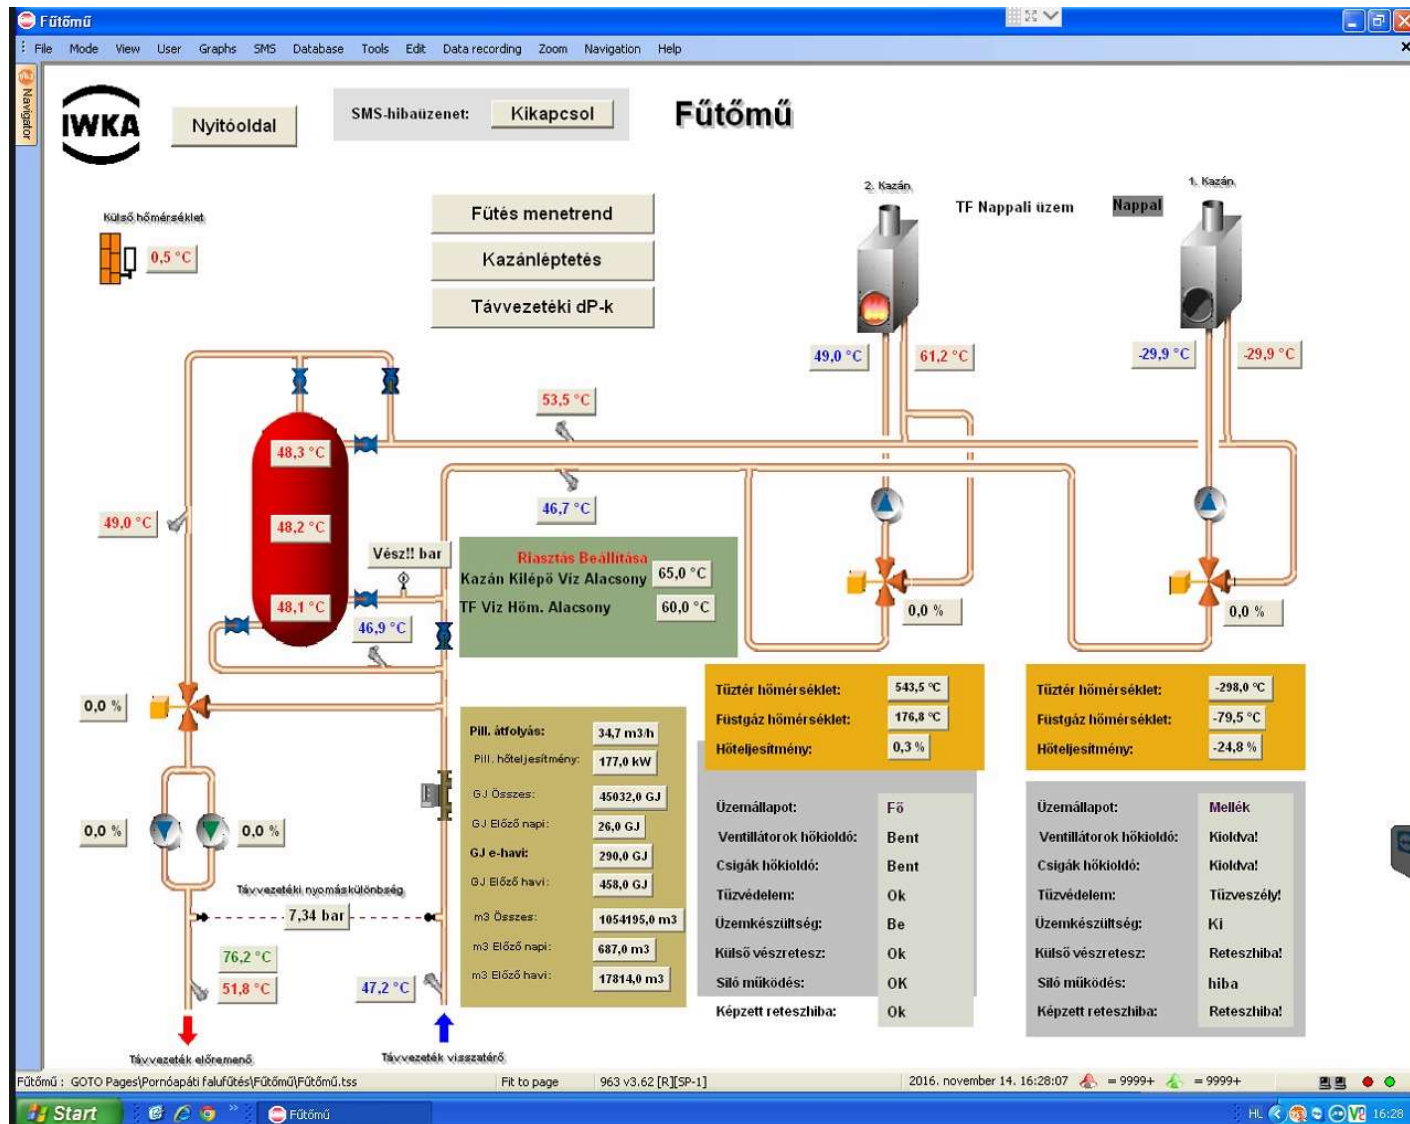 Fűtőmű
File Mode View User Graphs SMS Database Tools Edit Data recording Zoom Navigation Help
Navigator
IWKA
Nyitóoldal
SMS-hibaüzenet: Kikapcsol
Fűtőmű
2. Kazán
1. Kazán
TF Nappali üzem Nappal
Külső hőmérséklet
0,5 °C
Fűtés menetrend
Kazánléptetés
Távvezetéki dP-k
49,0 °C 61,2 °C -29,9 °C -29,9 °C
53,5 °C
48,3 °C
46,7 °C
49,0 °C
48,2 °C
Vész!! bar
Riasztás Beállítása
Kazán Kilépő Víz Alacsony 65,0 °C
TF Viz Hőm. Alacsony 60,0 °C
48,1 °C
46,9 °C
0,0 %
0,0 %
0,0 %
0,0 %
0,0 %
Pill. átfolyás: 34,7 m3/h
Pill. hőteljesítmény: 177,0 kW
GJ Összes: 45032,0 GJ
GJ Előző napi: 26,0 GJ
GJ e-havi: 290,0 GJ
GJ Előző havi: 458,0 GJ
m3 Összes: 1054195,0 m3
m3 Előző napi: 687,0 m3
m3 Előző havi: 17814,0 m3
Távvezetéki nyomáskülönbség
7,34 bar
76,2 °C
51,8 °C
47,2 °C
Távvezeték előremenő
Távvezeték visszatérő
Tűztér hőmérséklet: 543,5 °C
Füstgáz hőmérséklet: 176,8 °C
Hőteljesítmény: 0,3 %
Üzemállapot: Fő
Ventillátorok hőkioldó: Bent
Csigák hőkioldó: Bent
Tűzvédelem: Ok
Üzemkészültség: Be
Külső vészretesz: Ok
Siló működés: OK
Képzett reteszhiba: Ok
Tűztér hőmérséklet: -298,0 °C
Füstgáz hőmérséklet: -79,5 °C
Hőteljesítmény: -24,8 %
Üzemállapot: Mellék
Ventillátorok hőkioldó: Kioldva!
Csigák hőkioldó: Kioldva!
Tűzvédelem: Tűzveszély!
Üzemkészültség: Ki
Külső vészretesz: Reteszhiba!
Siló működés: hiba
Képzett reteszhiba: Reteszhiba!
Fűtőmű : GOTO Pages\Pornóapáti falufűtés\Fűtőmű\Fűtőmű.tss Fit to page 963 v3.62 [R][SP-1] 2016. november 14. 16:28:07 = 9999+ = 9999+
Start Fűtőmű HL 16:28